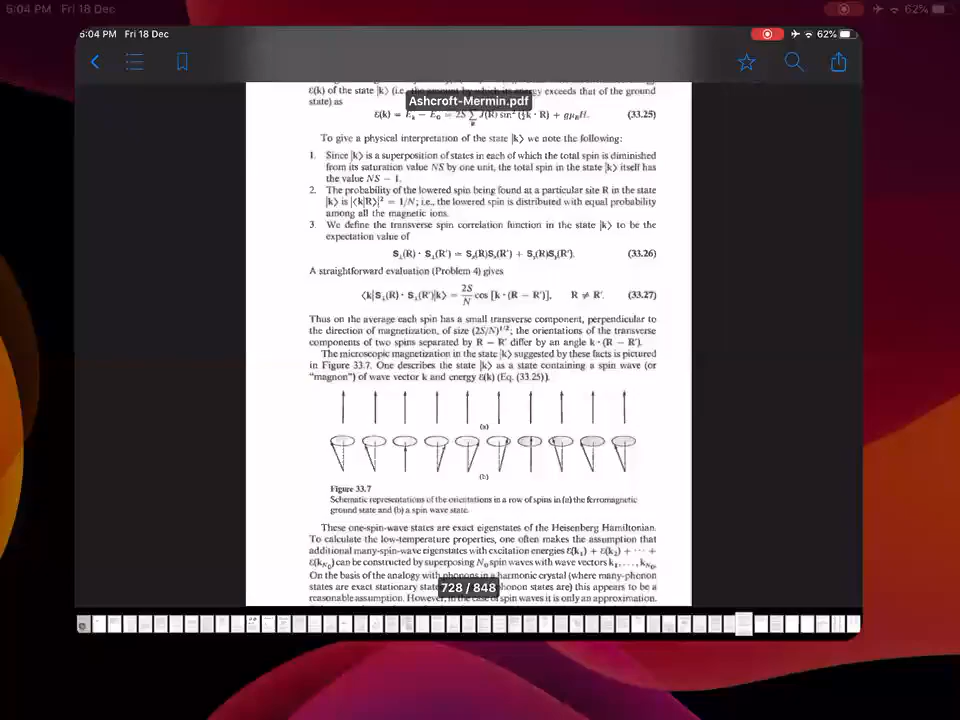 5:04 PM Fri 18 Dec 62%
5:04 PM Fri 18 Dec 62%
ε(k) of the state |k⟩ (i.e., the amount by which its energy exceeds that of the ground
Ashcroft-Mermin.pdf
state) as
ε(k) = E_k − E_0 = 2S ∑_R J(R) sin² (½k · R) + gμ_B H. (33.25)
To give a physical interpretation of the state |k⟩ we note the following:
1. Since |k⟩ is a superposition of states in each of which the total spin is diminished
from its saturation value NS by one unit, the total spin in the state |k⟩ itself has
the value NS − 1.
2. The probability of the lowered spin being found at a particular site R in the state
|k⟩ is |⟨k|R⟩|² = 1/N; i.e., the lowered spin is distributed with equal probability
among all the magnetic ions.
3. We define the transverse spin correlation function in the state |k⟩ to be the
expectation value of
S⊥(R) · S⊥(R′) = Sx(R)Sx(R′) + Sy(R)Sy(R′). (33.26)
A straightforward evaluation (Problem 4) gives
⟨k|S⊥(R) · S⊥(R′)|k⟩ = 2S/N cos [k · (R − R′)], R ≠ R′. (33.27)
Thus on the average each spin has a small transverse component, perpendicular to
the direction of magnetization, of size (2S/N)^1/2; the orientations of the transverse
components of two spins separated by R − R′ differ by an angle k · (R − R′).
The microscopic magnetization in the state |k⟩ suggested by these facts is pictured
in Figure 33.7. One describes the state |k⟩ as a state containing a spin wave (or
“magnon”) of wave vector k and energy ε(k) (Eq. (33.25)).
(a)
(b)
Figure 33.7
Schematic representations of the orientations in a row of spins in (a) the ferromagnetic
ground state and (b) a spin wave state.
These one-spin-wave states are exact eigenstates of the Heisenberg Hamiltonian.
To calculate the low-temperature properties, one often makes the assumption that
additional many-spin-wave eigenstates with excitation energies ε(k₁) + ε(k₂) + ··· +
ε(k_N₀) can be constructed by superposing N₀ spin waves with wave vectors k₁, . . . , k_N₀.
On the basis of the analogy with phonons in a harmonic crystal (where many-phonon
states are exact stationary state phonon states are) this appears to be a
728 / 848
reasonable assumption. However, in the case of spin waves it is only an approximation.